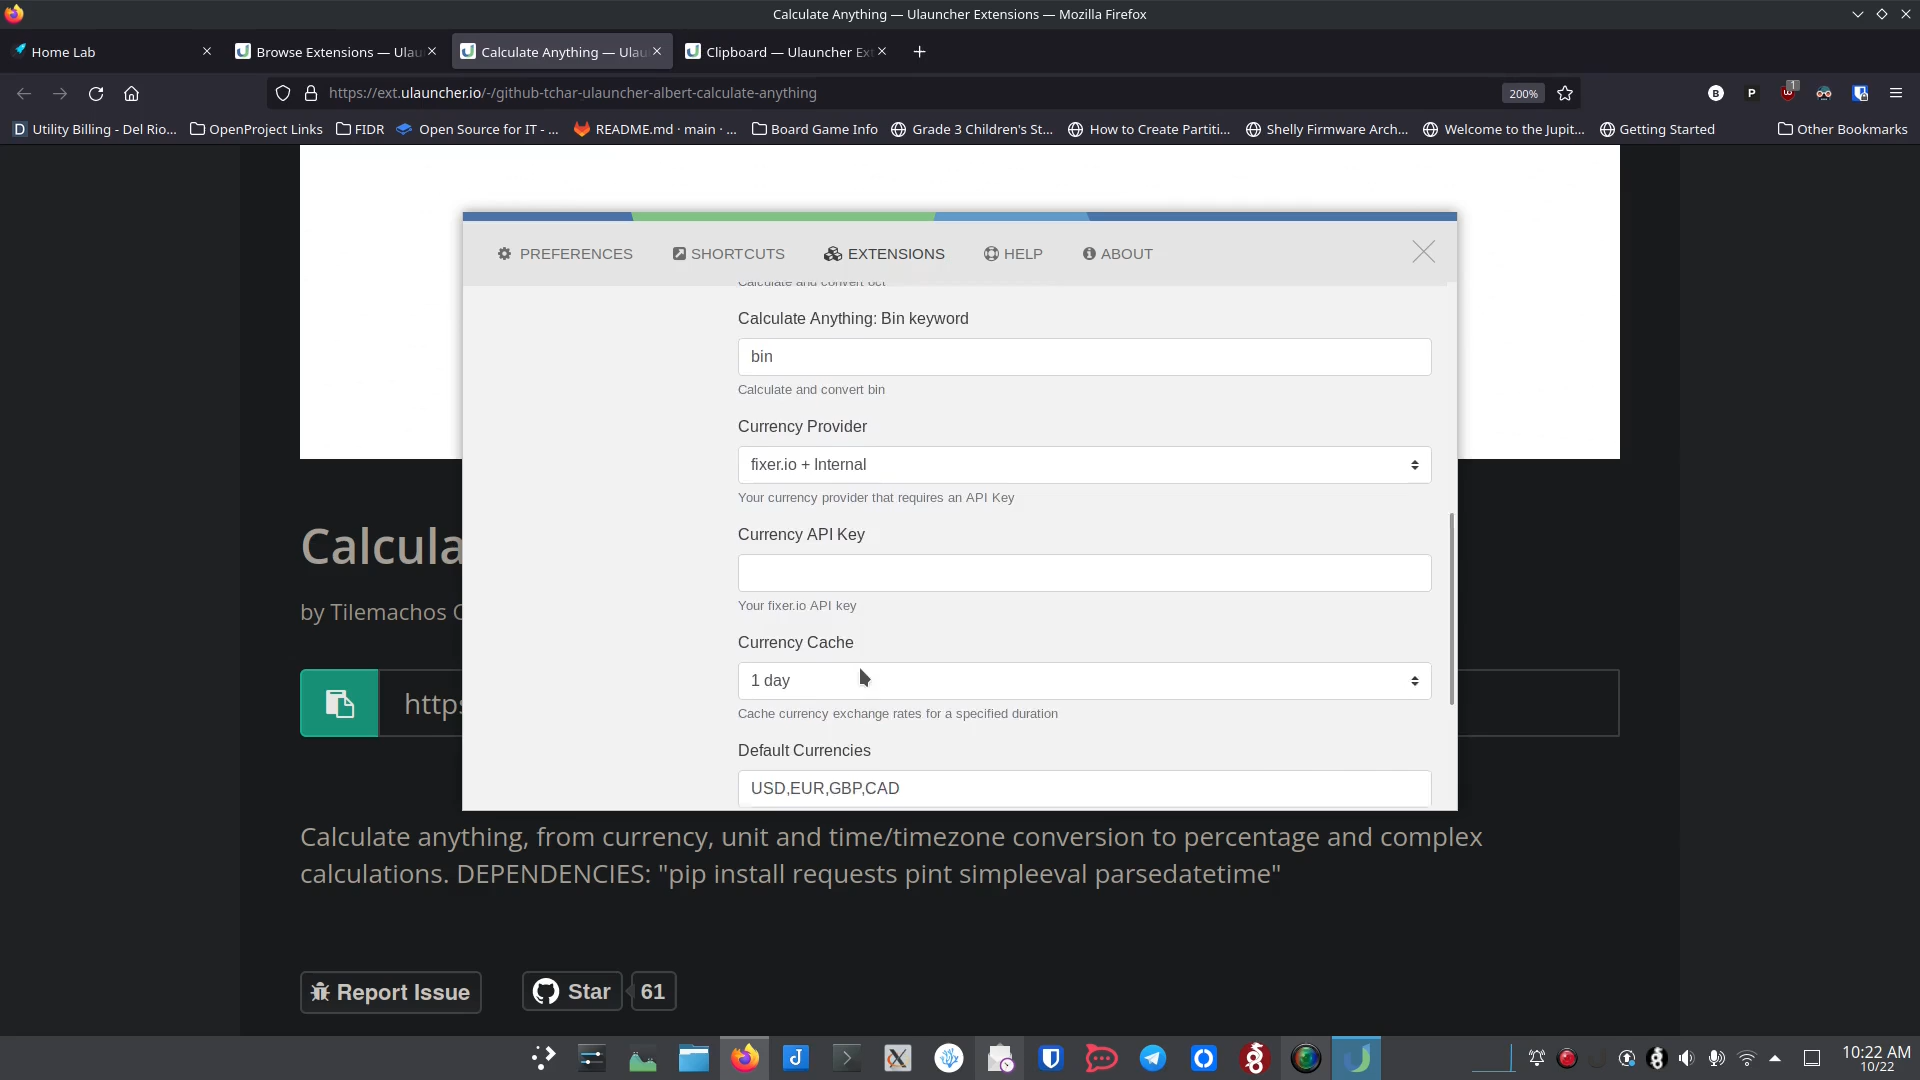 Calculate Anything — Ulauncher Extensions — Mozilla Firefox
Home Lab
Browse Extensions — Ulau
Calculate Anything — Ulau
Clipboard — Ulauncher Ex
https://ext.ulauncher.io/-/github-tchar-ulauncher-albert-calculate-anything
200%
1
Utility Billing - Del Rio...
OpenProject Links
FIDR
Open Source for IT - ...
README.md · main · ...
Board Game Info
Grade 3 Children's St...
How to Create Partiti...
Shelly Firmware Arch...
Welcome to the Jupit...
Getting Started
Other Bookmarks
PREFERENCES
SHORTCUTS
EXTENSIONS
HELP
ABOUT
Calculate and convert oct
Calculate Anything: Bin keyword
bin
Calculate and convert bin
Currency Provider
fixer.io + Internal
Your currency provider that requires an API Key
Currency API Key
Your fixer.io API key
Currency Cache
1 day
Cache currency exchange rates for a specified duration
Default Currencies
USD,EUR,GBP,CAD
Calcula
by Tilemachos C
https
Calculate anything, from currency, unit and time/timezone conversion to percentage and complex
calculations. DEPENDENCIES: "pip install requests pint simpleeval parsedatetime"
Report Issue
Star
61
10:22 AM
10/22